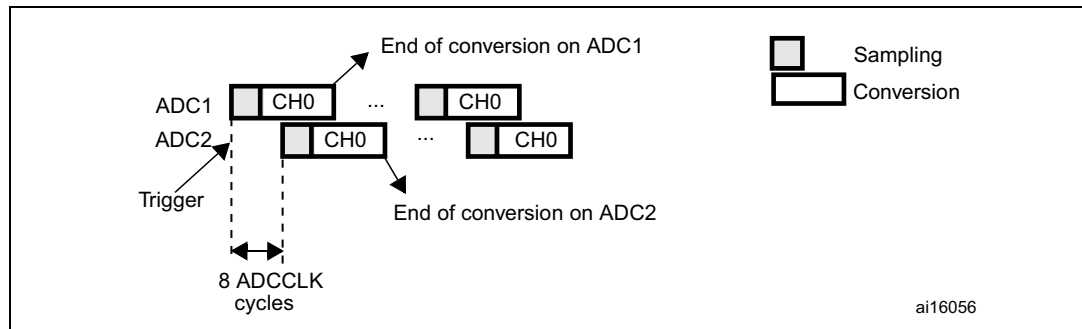 End of conversion on ADC1
Sampling
Conversion
ADC1 CH0 ... CH0
ADC2 CH0 ... CH0
Trigger
End of conversion on ADC2
8 ADCCLK
cycles
ai16056